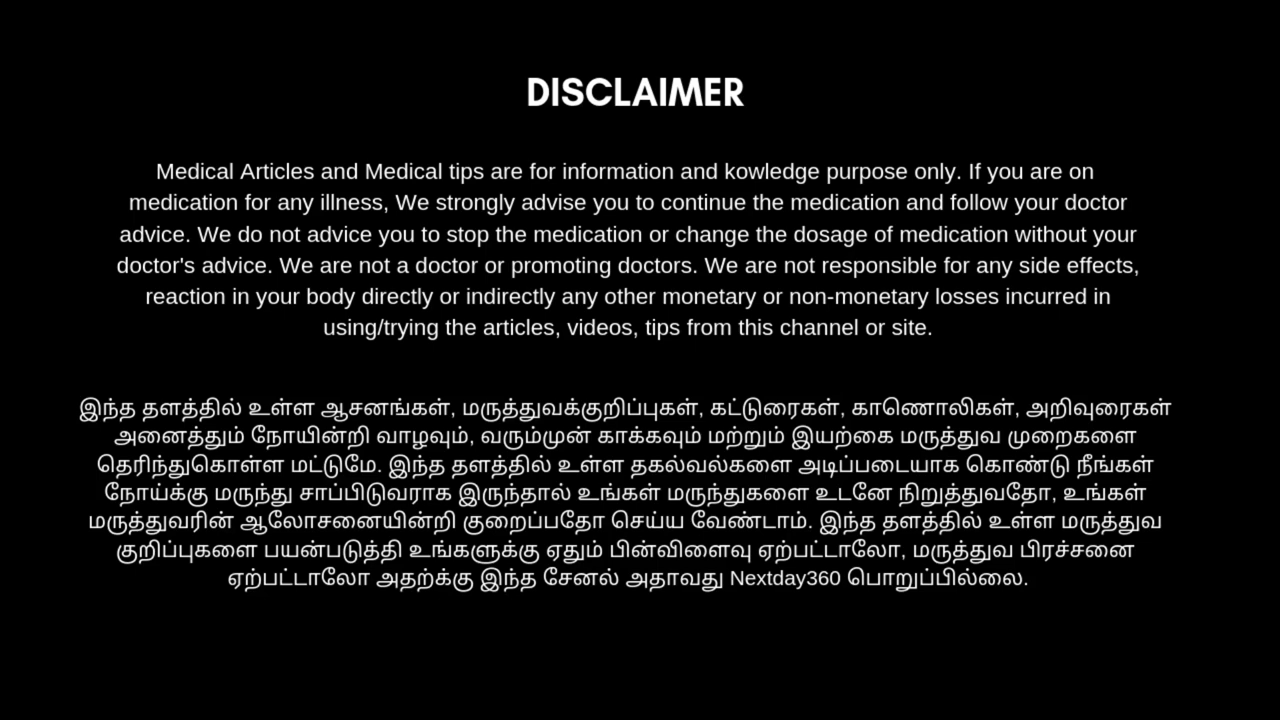 DISCLAIMER
Medical Articles and Medical tips are for information and kowledge purpose only. If you are on
medication for any illness, We strongly advise you to continue the medication and follow your doctor
advice. We do not advice you to stop the medication or change the dosage of medication without your
doctor's advice. We are not a doctor or promoting doctors. We are not responsible for any side effects,
reaction in your body directly or indirectly any other monetary or non-monetary losses incurred in
using/trying the articles, videos, tips from this channel or site.
இந்த தளத்தில் உள்ள ஆசனங்கள், மருத்துவக்குறிப்புகள், கட்டுரைகள், காணொலிகள், அறிவுரைகள்
அனைத்தும் நோயின்றி வாழவும், வரும்முன் காக்கவும் மற்றும் இயற்கை மருத்துவ முறைகளை
தெரிந்துகொள்ள மட்டுமே. இந்த தளத்தில் உள்ள தகல்வல்களை அடிப்படையாக கொண்டு நீங்கள்
நோய்க்கு மருந்து சாப்பிடுவராக இருந்தால் உங்கள் மருந்துகளை உடனே நிறுத்துவதோ, உங்கள்
மருத்துவரின் ஆலோசனையின்றி குறைப்பதோ செய்ய வேண்டாம். இந்த தளத்தில் உள்ள மருத்துவ
குறிப்புகளை பயன்படுத்தி உங்களுக்கு ஏதும் பின்விளைவு ஏற்பட்டாலோ, மருத்துவ பிரச்சனை
ஏற்பட்டாலோ அதற்க்கு இந்த சேனல் அதாவது Nextday360 பொறுப்பில்லை.